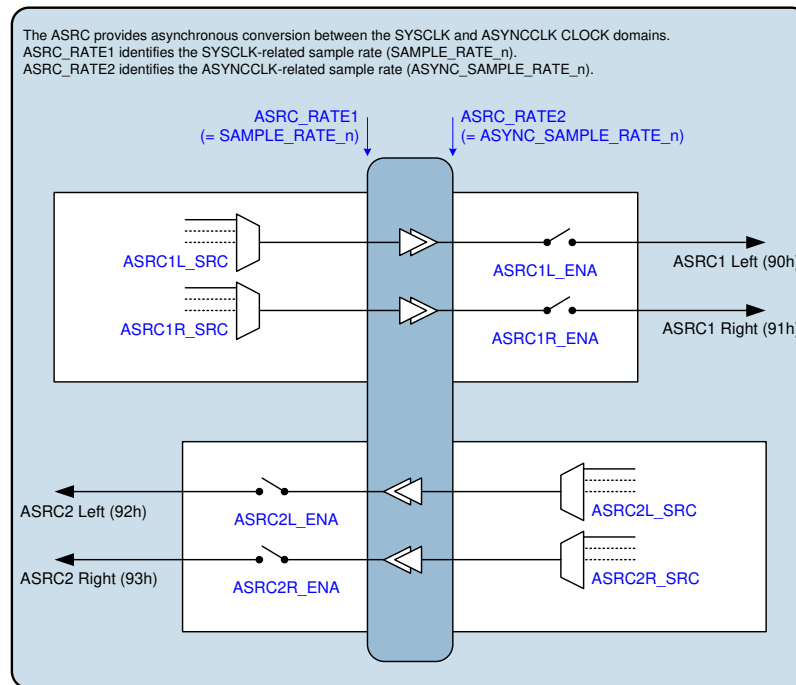 The ASRC provides asynchronous conversion between the SYSCLK and ASYNCCLK CLOCK domains.
ASRC_RATE1 identifies the SYSCLK-related sample rate (SAMPLE_RATE_n).
ASRC_RATE2 identifies the ASYNCCLK-related sample rate (ASYNC_SAMPLE_RATE_n).
ASRC_RATE1
(= SAMPLE_RATE_n)
ASRC_RATE2
(= ASYNC_SAMPLE_RATE_n)
ASRC1L_SRC
ASRC1L_ENA
ASRC1 Left (90h)
ASRC1R_SRC
ASRC1R_ENA
ASRC1 Right (91h)
ASRC2 Left (92h)
ASRC2L_ENA
ASRC2L_SRC
ASRC2 Right (93h)
ASRC2R_ENA
ASRC2R_SRC